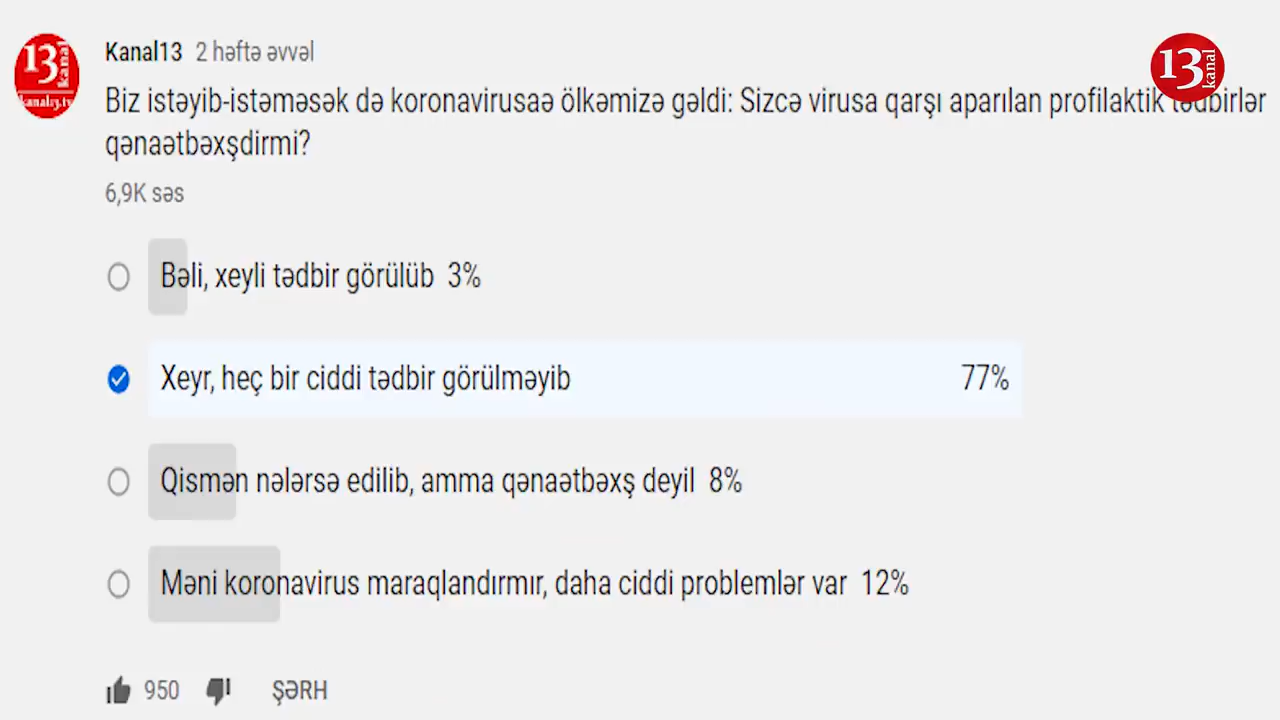 13 kanal
kanal13.tv
Kanal13 2 həftə əvvəl
13 kanal
Biz istəyib-istəməsək də koronavirusaə ölkəmizə gəldi: Sizcə virusa qarşı aparılan profilaktik tədbirlər
qənaətbəxşdirmi?
6,9K səs
Bəli, xeyli tədbir görülüb 3%
Xeyr, heç bir ciddi tədbir görülməyib 77%
Qismən nələrsə edilib, amma qənaətbəxş deyil 8%
Məni koronavirus maraqlandırmır, daha ciddi problemlər var 12%
950 ŞƏRH